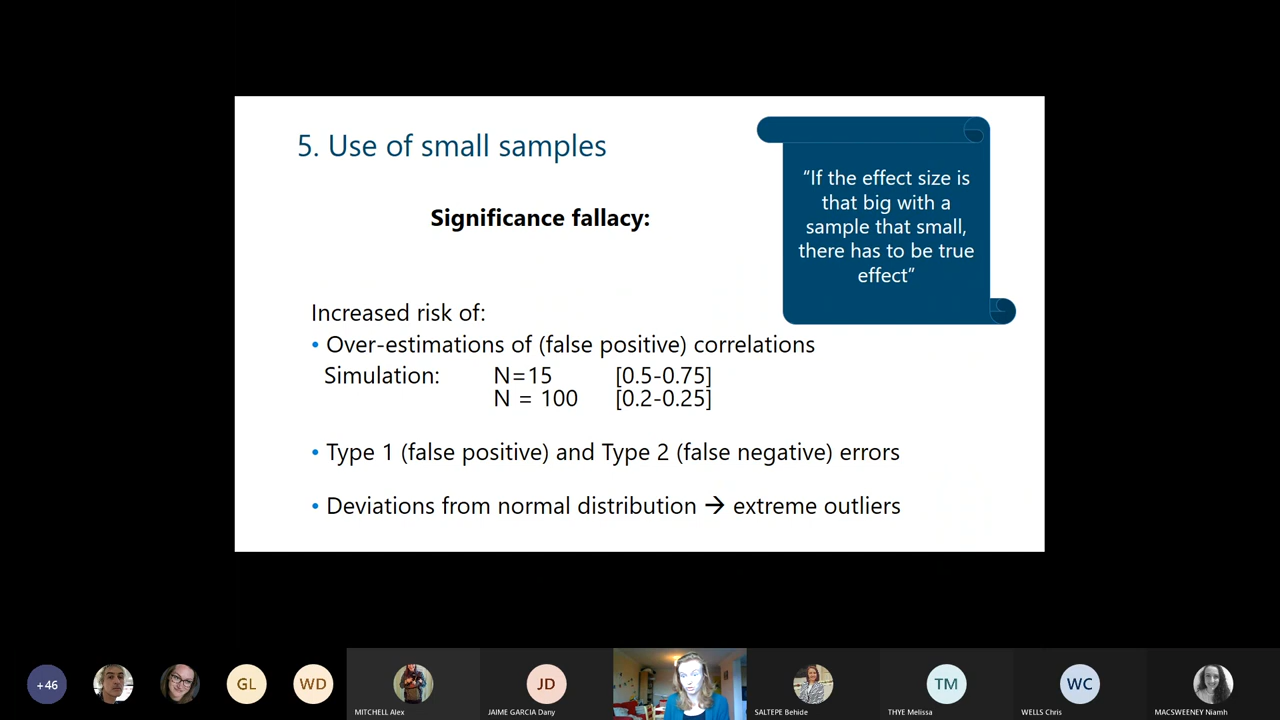 5. Use of small samples
“If the effect size is
that big with a
sample that small,
there has to be true
effect”
Significance fallacy:
Increased risk of:
• Over-estimations of (false positive) correlations
Simulation: N=15 [0.5-0.75]
N = 100 [0.2-0.25]
• Type 1 (false positive) and Type 2 (false negative) errors
• Deviations from normal distribution → extreme outliers
+46
GL
WD
MITCHELL Alex
JD
JAIME GARCIA Dany
SALTEPE Behide
TM
THYE Melissa
WC
WELLS Chris
MACSWEENEY Niamh